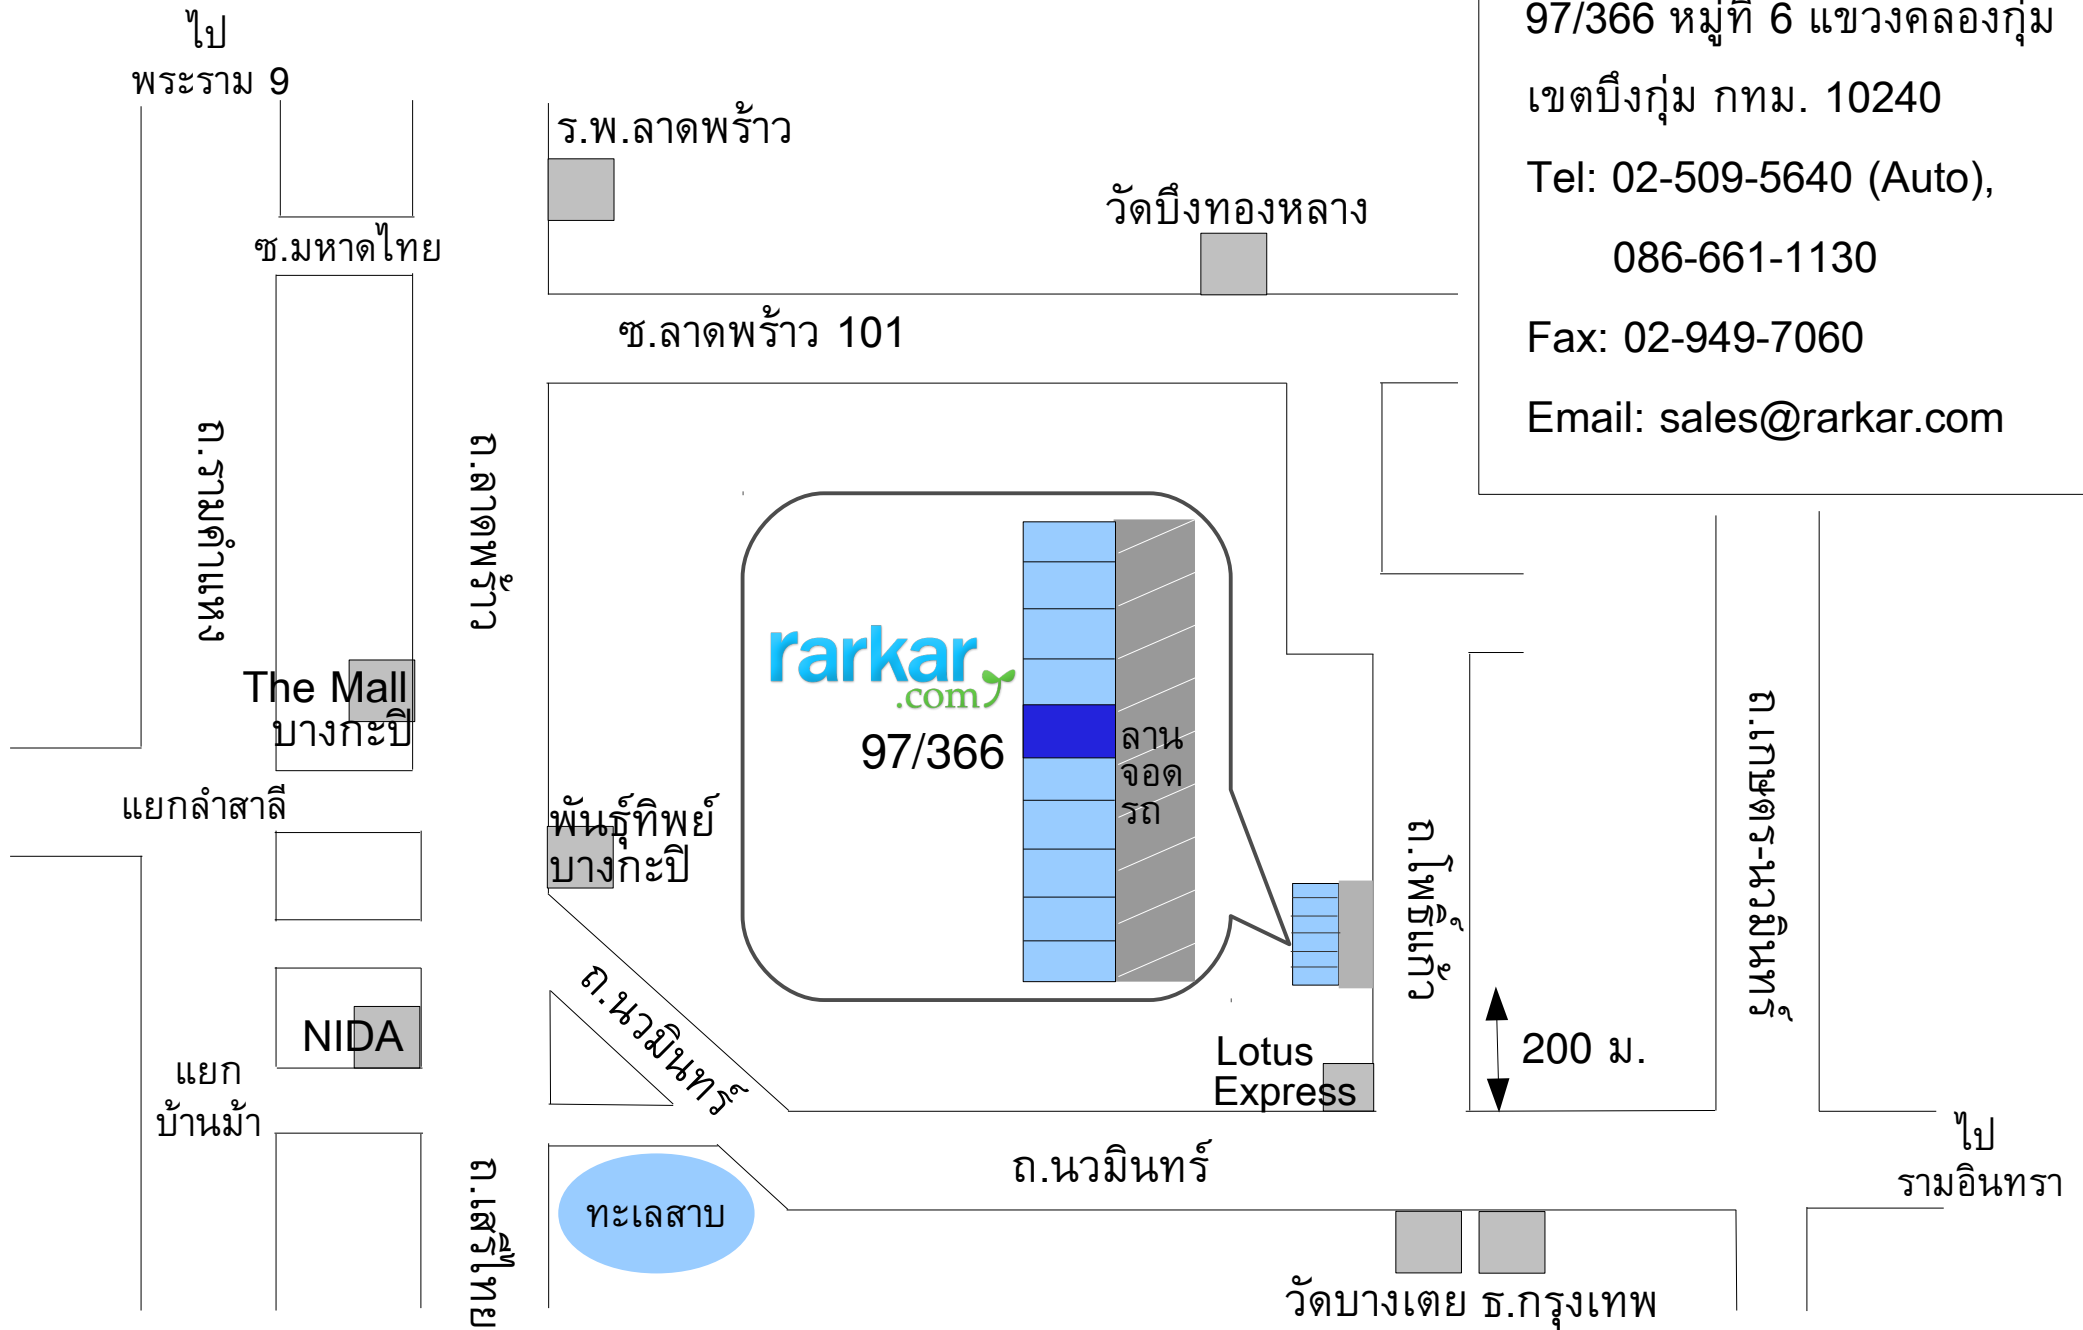 ไป
พระราม 9
97/366 หมู่ที่ 6 แขวงคลองกุ่ม
เขตบึงกุ่ม กทม. 10240
Tel: 02-509-5640 (Auto),
086-661-1130
Fax: 02-949-7060
Email: sales@rarkar.com
ร.พ.ลาดพร้าว
วัดบึงทองหลาง
ซ.มหาดไทย
ซ.ลาดพร้าว 101
ถ.รามคำแหง
ถ.ลาดพร้าว
The Mall
บางกะปิ
rarkar
.com
97/366
ลาน
จอด
รถ
แยกลำสาลี
พันธุ์ทิพย์
บางกะปิ
ถ.โพธิ์แก้ว
ถ.เกษตร-นวมินทร์
ถ.นวมินทร์
NIDA
แยก
บ้านม้า
Lotus
Express
200 ม.
ถ.นวมินทร์
ไป
รามอินทรา
ถ.เสรีไทย
ทะเลสาบ
วัดบางเตย
ธ.กรุงเทพ